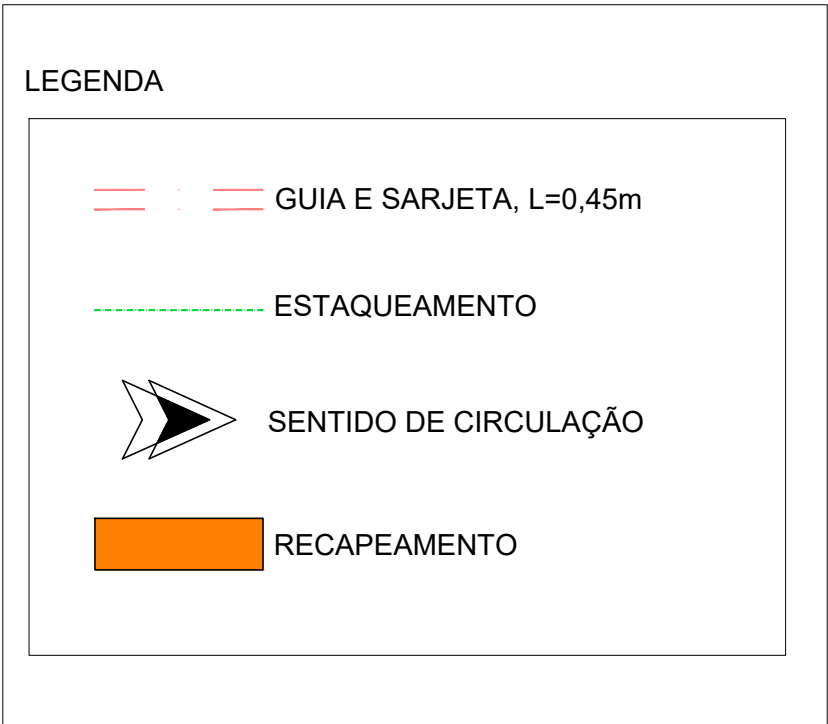 LEGENDA
GUIA E SARJETA, L=0,45m
ESTAQUEAMENTO
SENTIDO DE CIRCULAÇÃO
RECAPEAMENTO